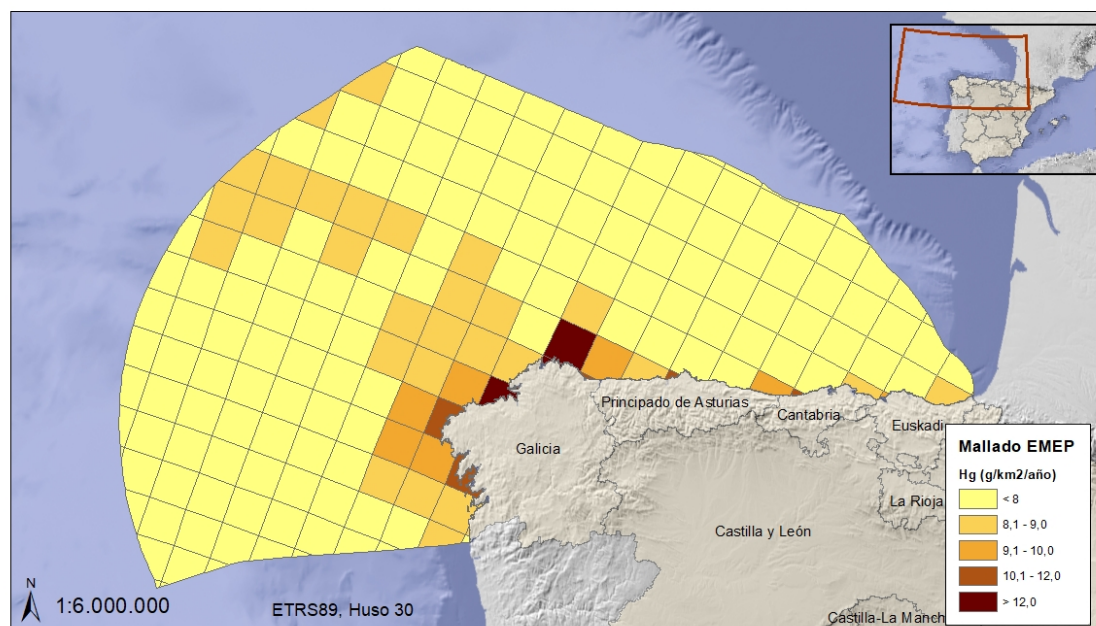 Principado de Asturias
Cantabria
Euskadi
Galicia
La Rioja
Castilla y León
Castilla-La Manch
Mallado EMEP
Hg (g/km2/año)
< 8
8,1 - 9,0
9,1 - 10,0
10,1 - 12,0
> 12,0
N
1:6.000.000
ETRS89, Huso 30